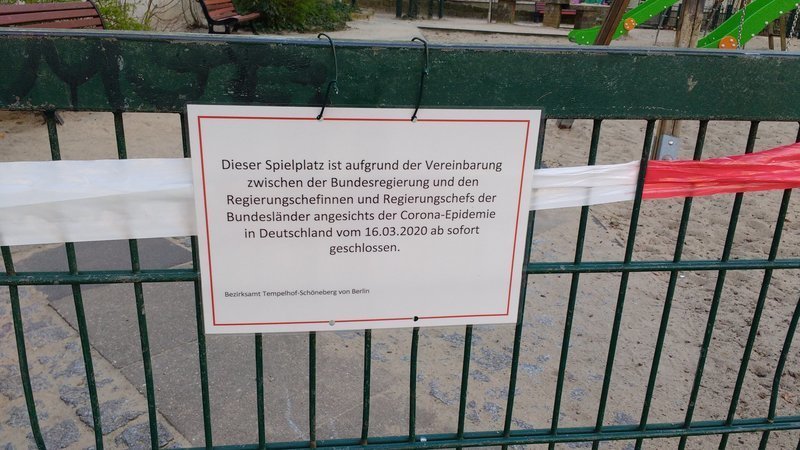 Dieser Spielplatz ist aufgrund der Vereinbarung
zwischen der Bundesregierung und den
Regierungschefinnen und Regierungschefs der
Bundesländer angesichts der Corona-Epidemie
in Deutschland vom 16.03.2020 ab sofort
geschlossen.
Bezirksamt Tempelhof-Schöneberg von Berlin